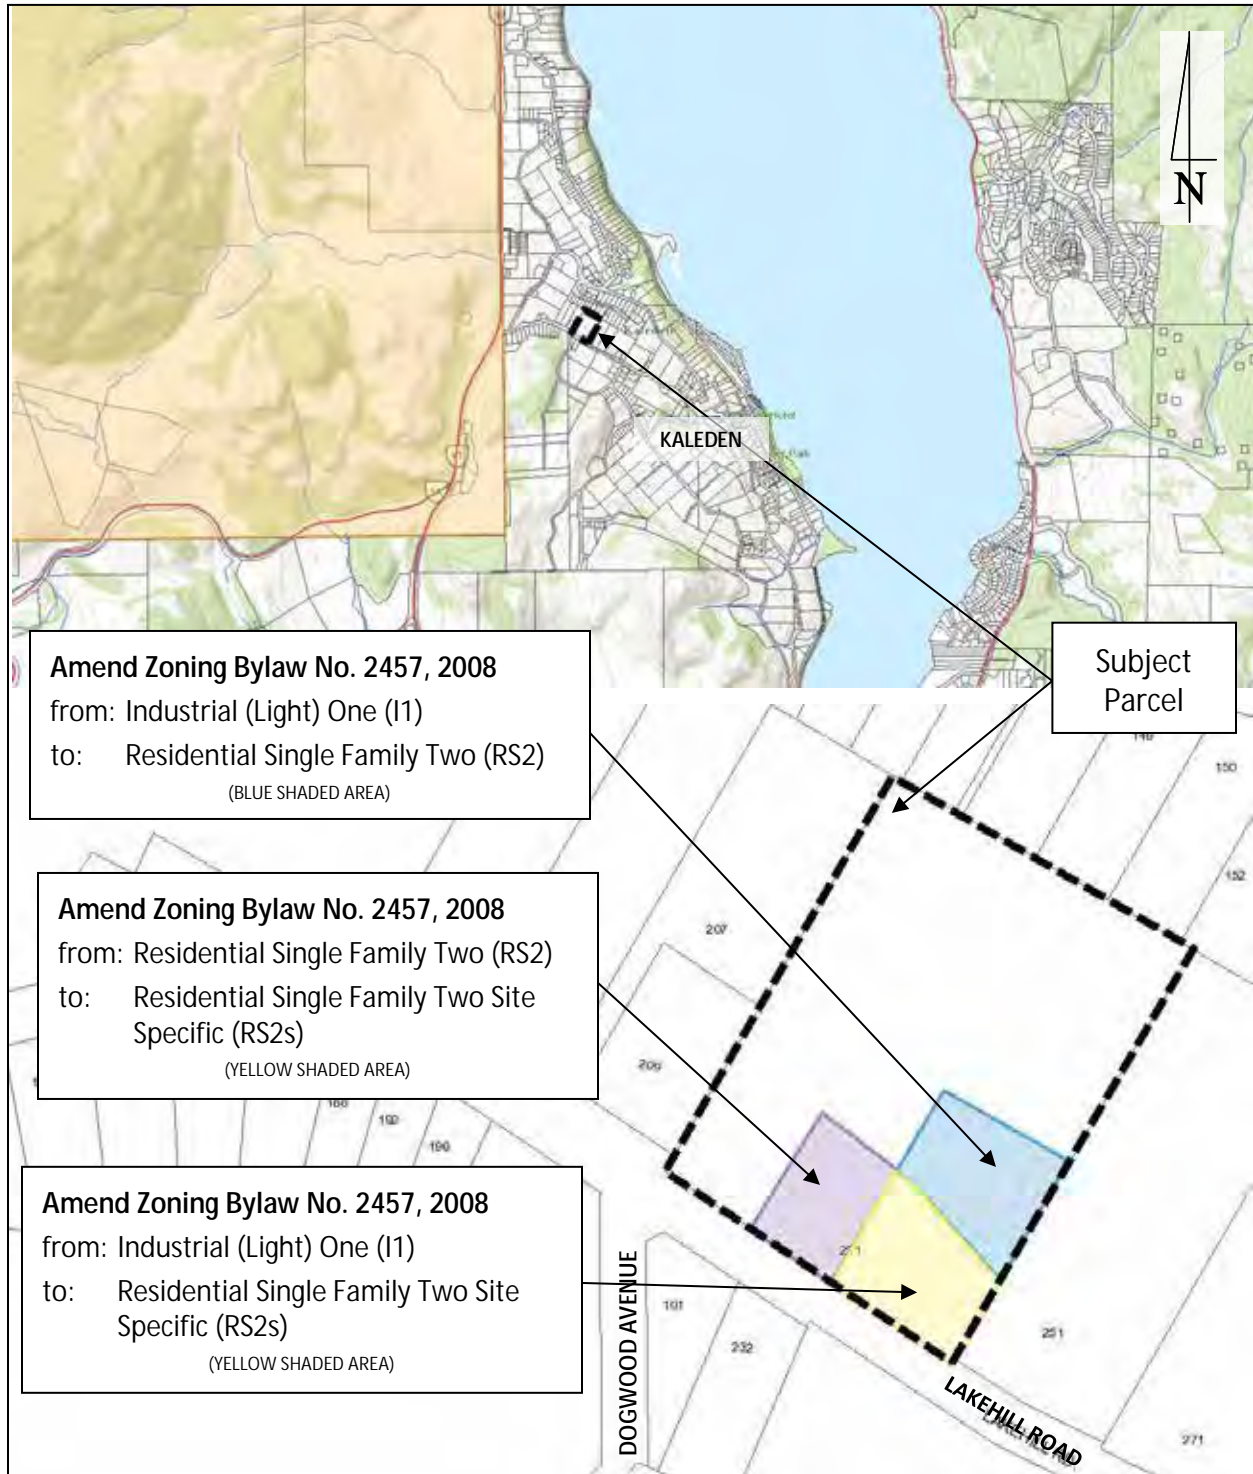 N
KALEDEN
Subject
Parcel
Amend Zoning Bylaw No. 2457, 2008
from: Industrial (Light) One (I1)
to: Residential Single Family Two (RS2)
(BLUE SHADED AREA)
150
152
Amend Zoning Bylaw No. 2457, 2008
from: Residential Single Family Two (RS2)
to: Residential Single Family Two Site
Specific (RS2s)
(YELLOW SHADED AREA)
207
192
196
Amend Zoning Bylaw No. 2457, 2008
from: Industrial (Light) One (I1)
to: Residential Single Family Two Site
Specific (RS2s)
(YELLOW SHADED AREA)
DOGWOOD AVENUE
191
232
251
LAKEHILL ROAD
271